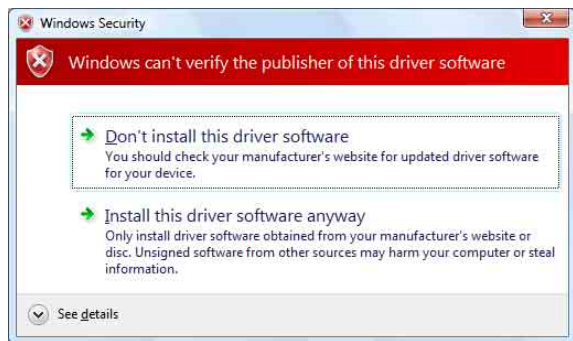 Windows Security
Windows can't verify the publisher of this driver software
Don't install this driver software
You should check your manufacturer's website for updated driver software
for your device.
Install this driver software anyway
Only install driver software obtained from your manufacturer's website or
disc. Unsigned software from other sources may harm your computer or steal
information.
See details